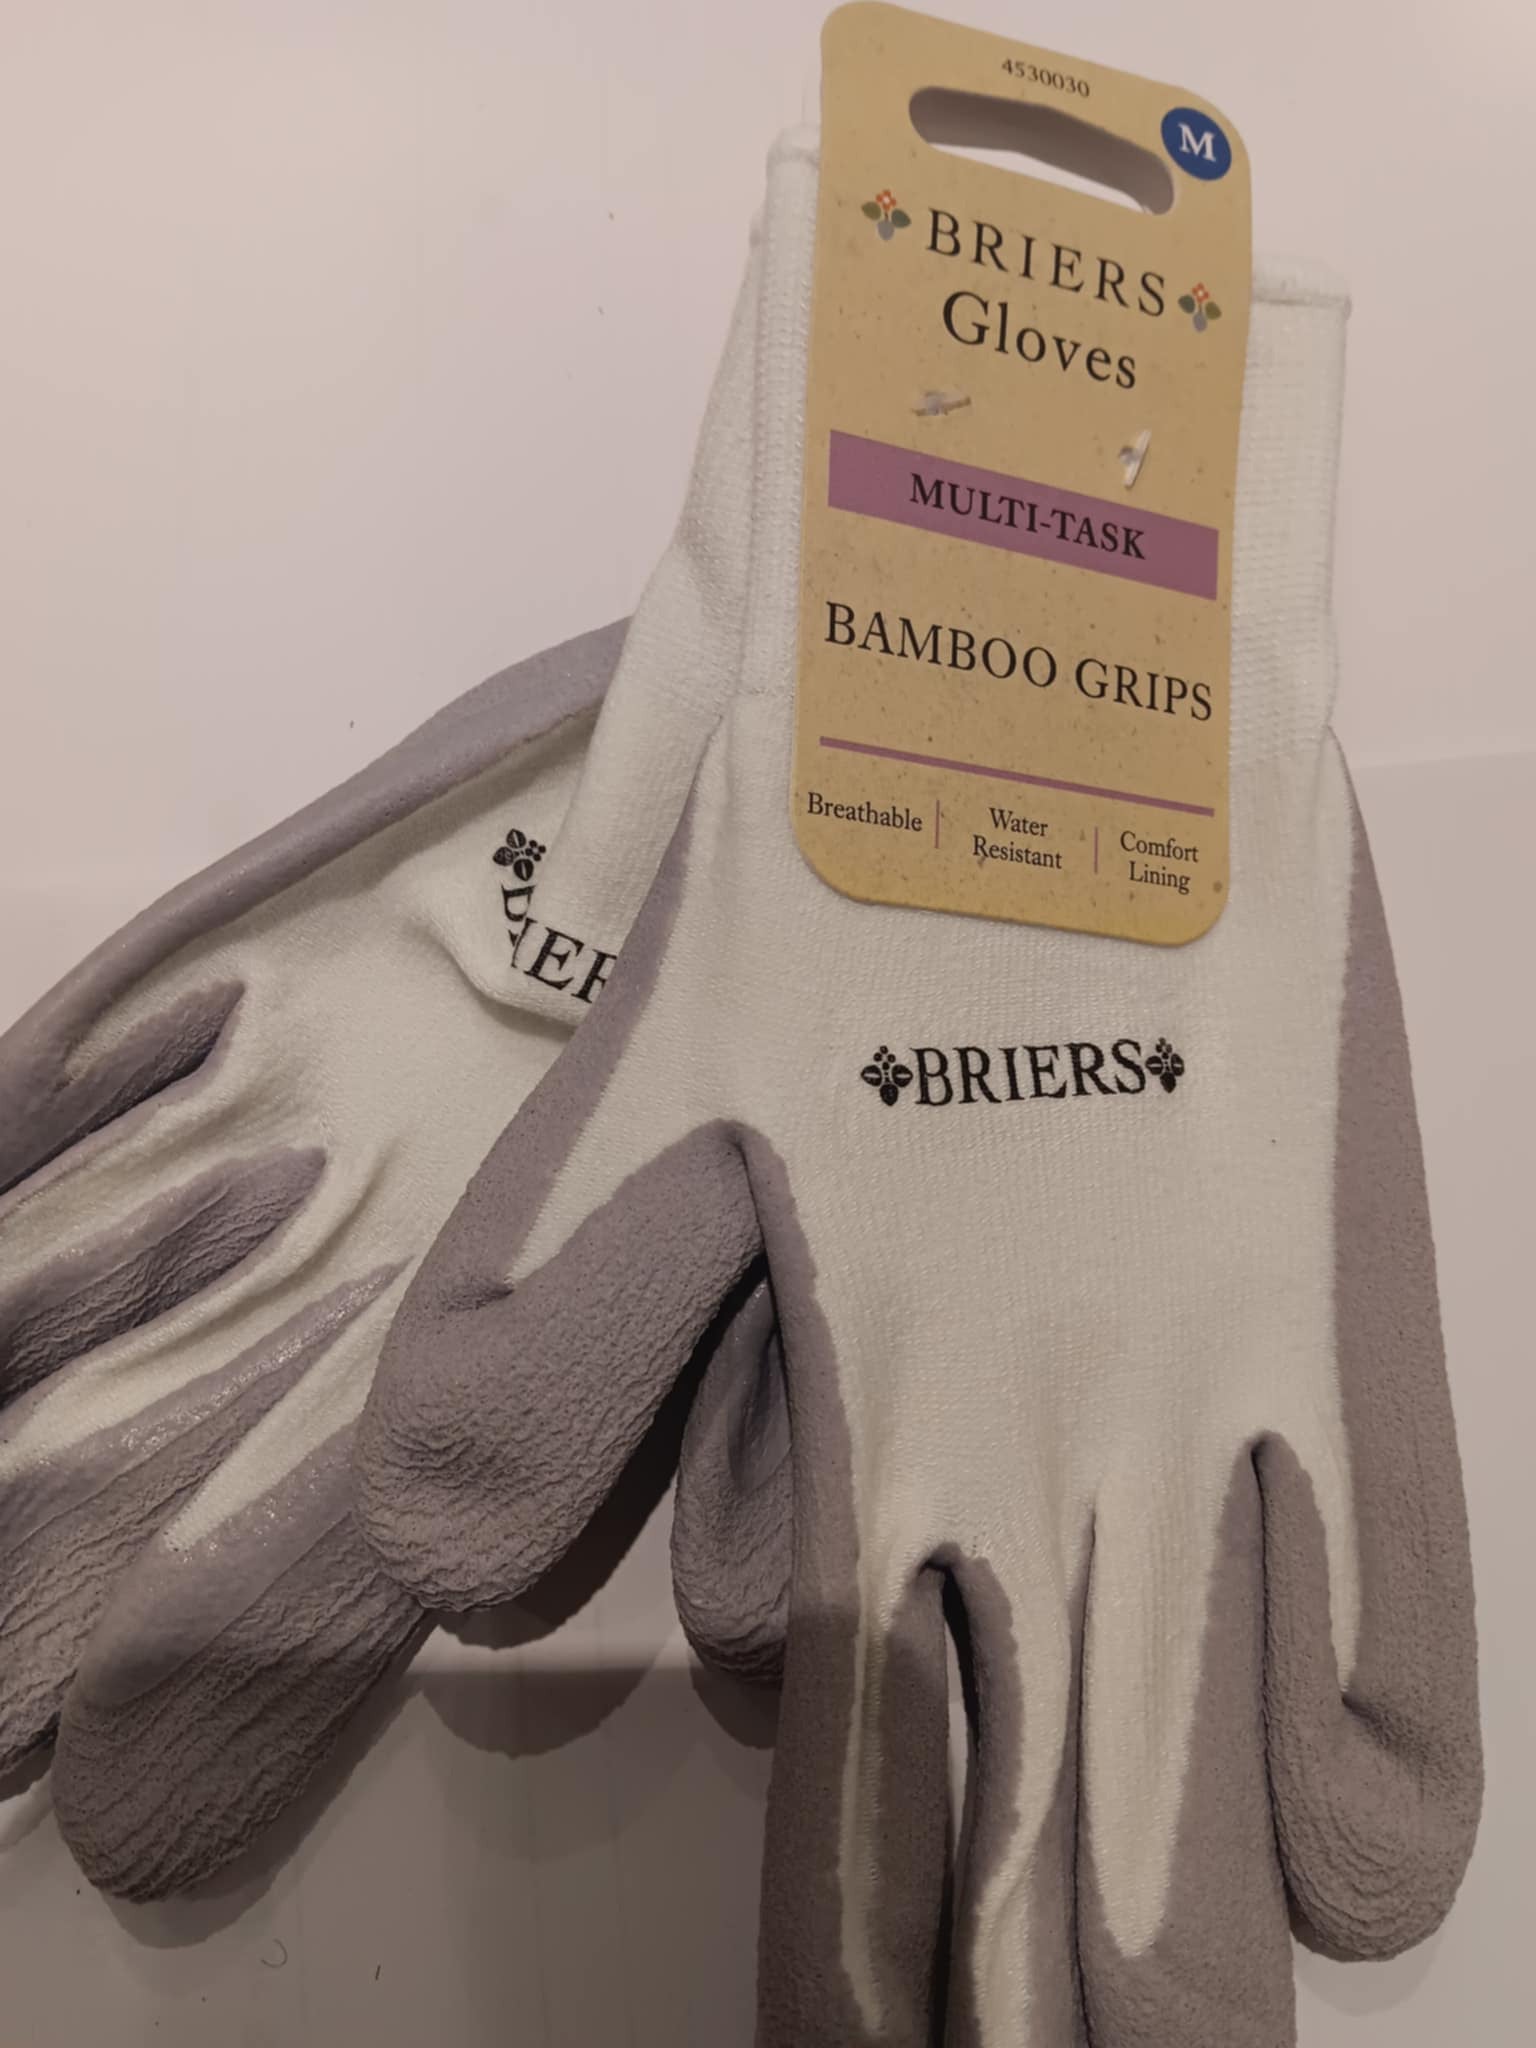 4530030
M
BRIERS
Gloves
MULTI-TASK
BAMBOO GRIPS
Breathable
Water
Resistant
Comfort
Lining
BRIERS